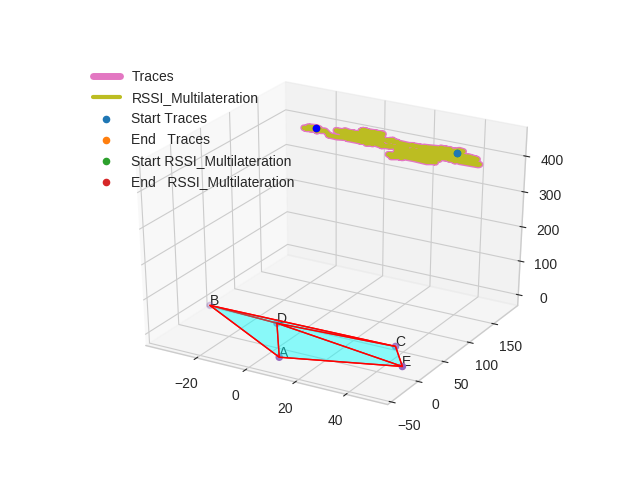 Traces
RSSI_Multilateration
Start Traces
End Traces
Start RSSI_Multilateration
End RSSI_Multilateration
400
300
200
100
0
B
D
A
C
E
150
100
50
0
−50
−20
0
20
40